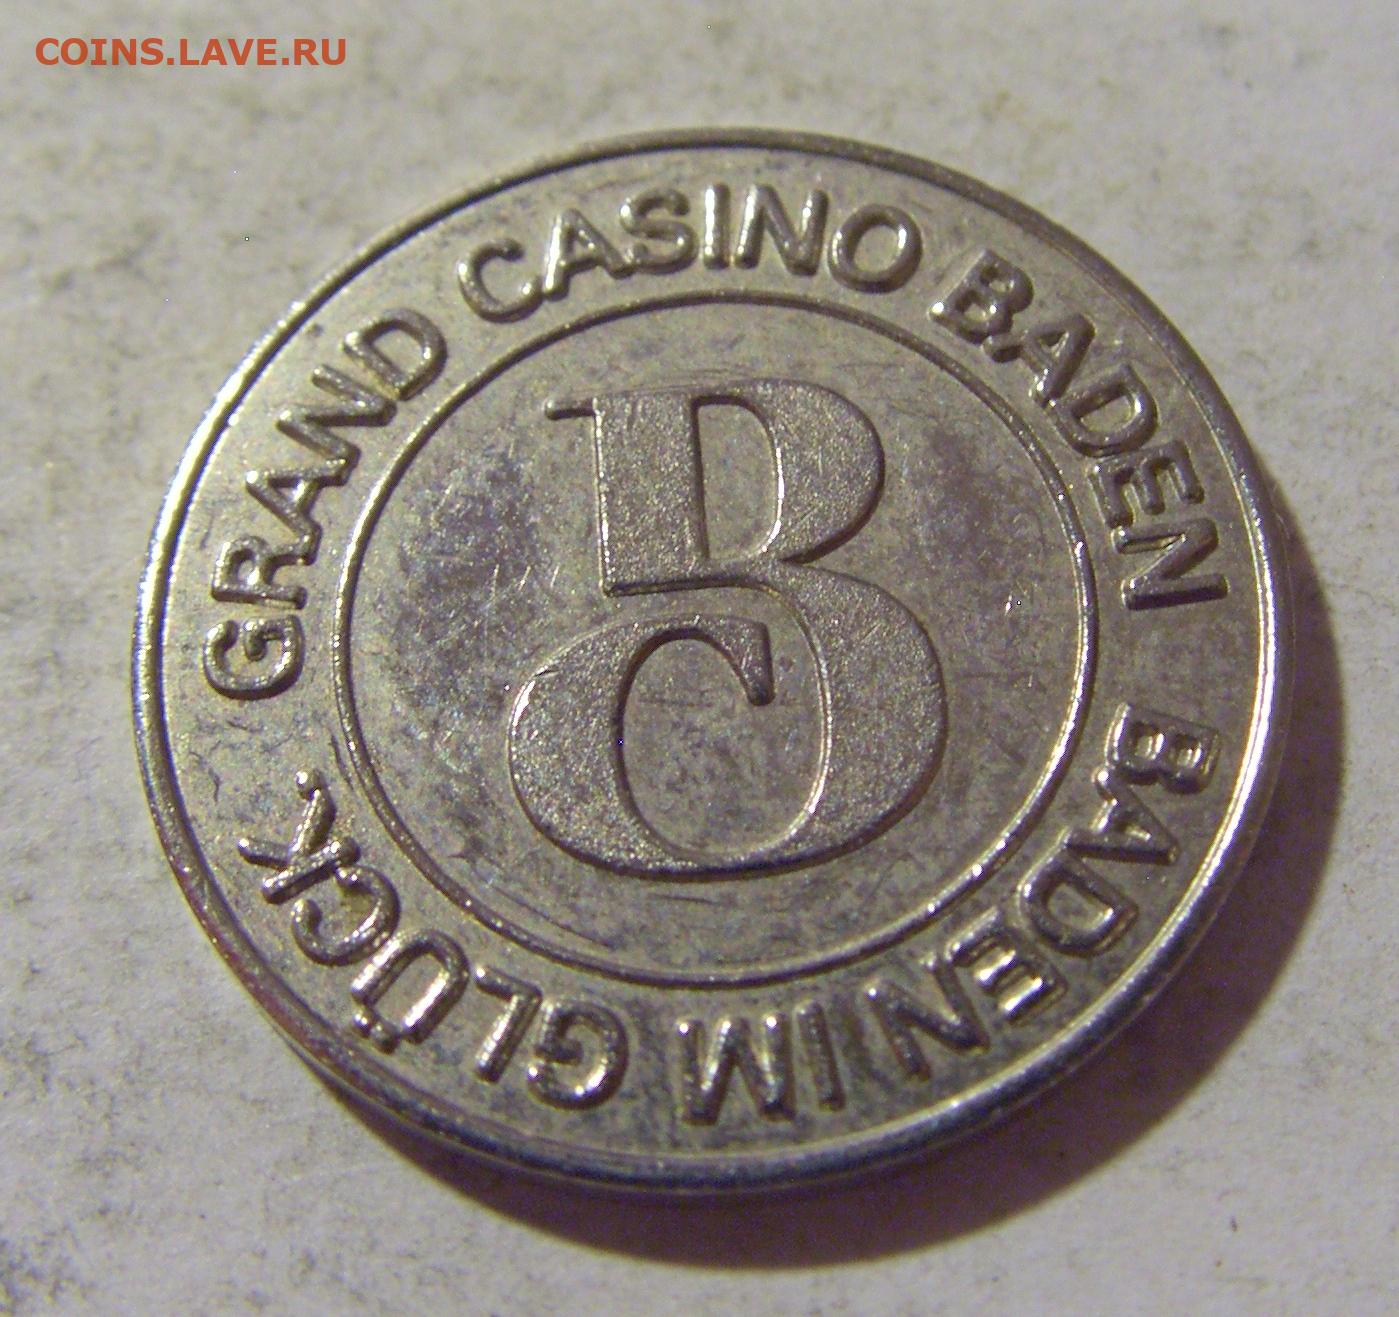 COINS.LAVE.RU
GRAND CASINO BADEN
BADEN IM GLÜCK.
BC